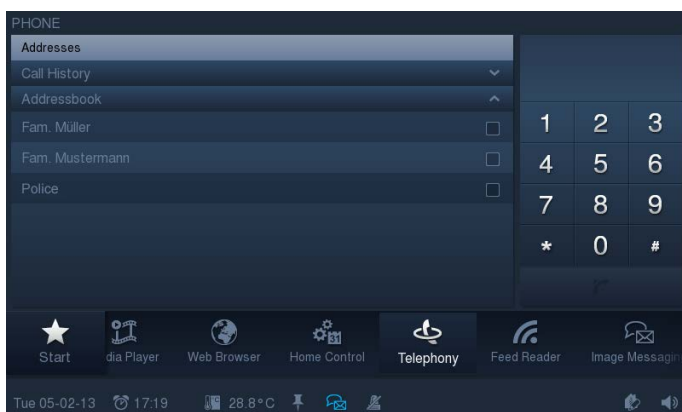 PHONE
Addresses
Call History
Addressbook
Fam. Müller
Fam. Mustermann
Police
1 2 3
4 5 6
7 8 9
* 0 #
Start dia Player Web Browser Home Control 31 Telephony Feed Reader Image Messagin
Tue 05-02-13 17:19 28.8°C